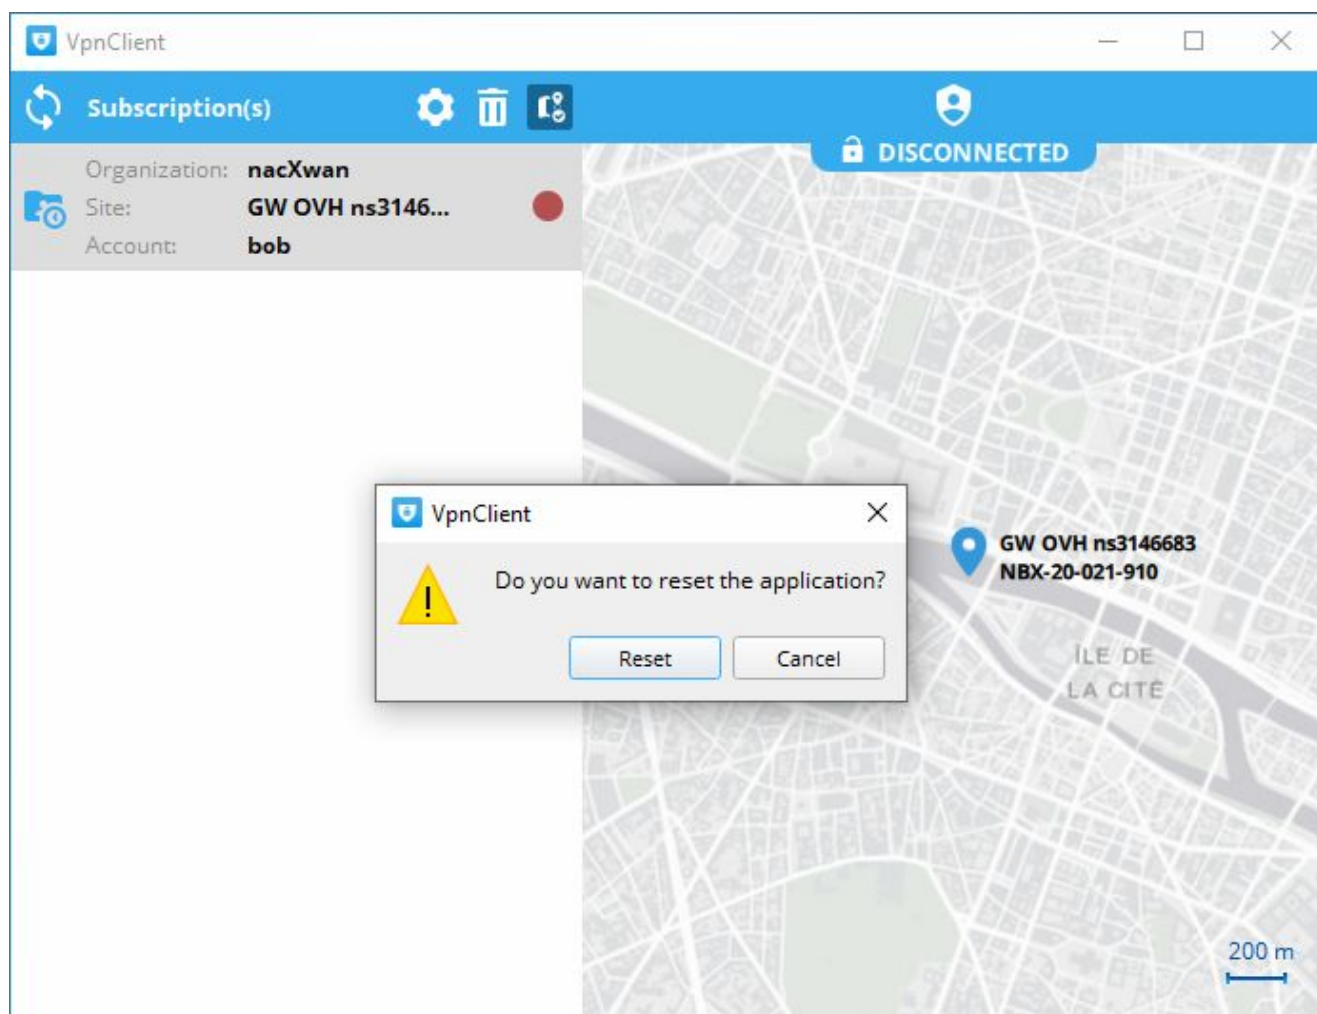 VpnClient
Subscription(s)
DISCONNECTED
Organization: nacXwan
Site: GW OVH ns3146...
Account: bob
VpnClient
Do you want to reset the application?
Reset Cancel
GW OVH ns3146683
NBX-20-021-910
ÎLE DE
LA CITÉ
200 m